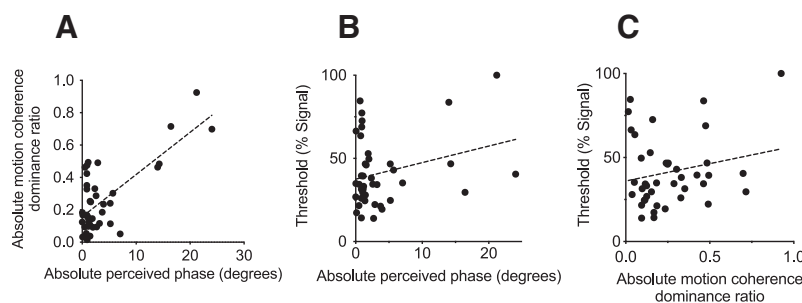 A
B
C
Absolute motion coherence
dominance ratio
1.0
0.8
0.6
0.4
0.2
0.0
0
10
20
30
Absolute perceived phase (degrees)
Threshold (% Signal)
100
50
0
0
10
20
Absolute perceived phase (degrees)
Threshold (% Signal)
100
50
0
0.0
0.5
1.0
Absolute motion coherence
dominance ratio